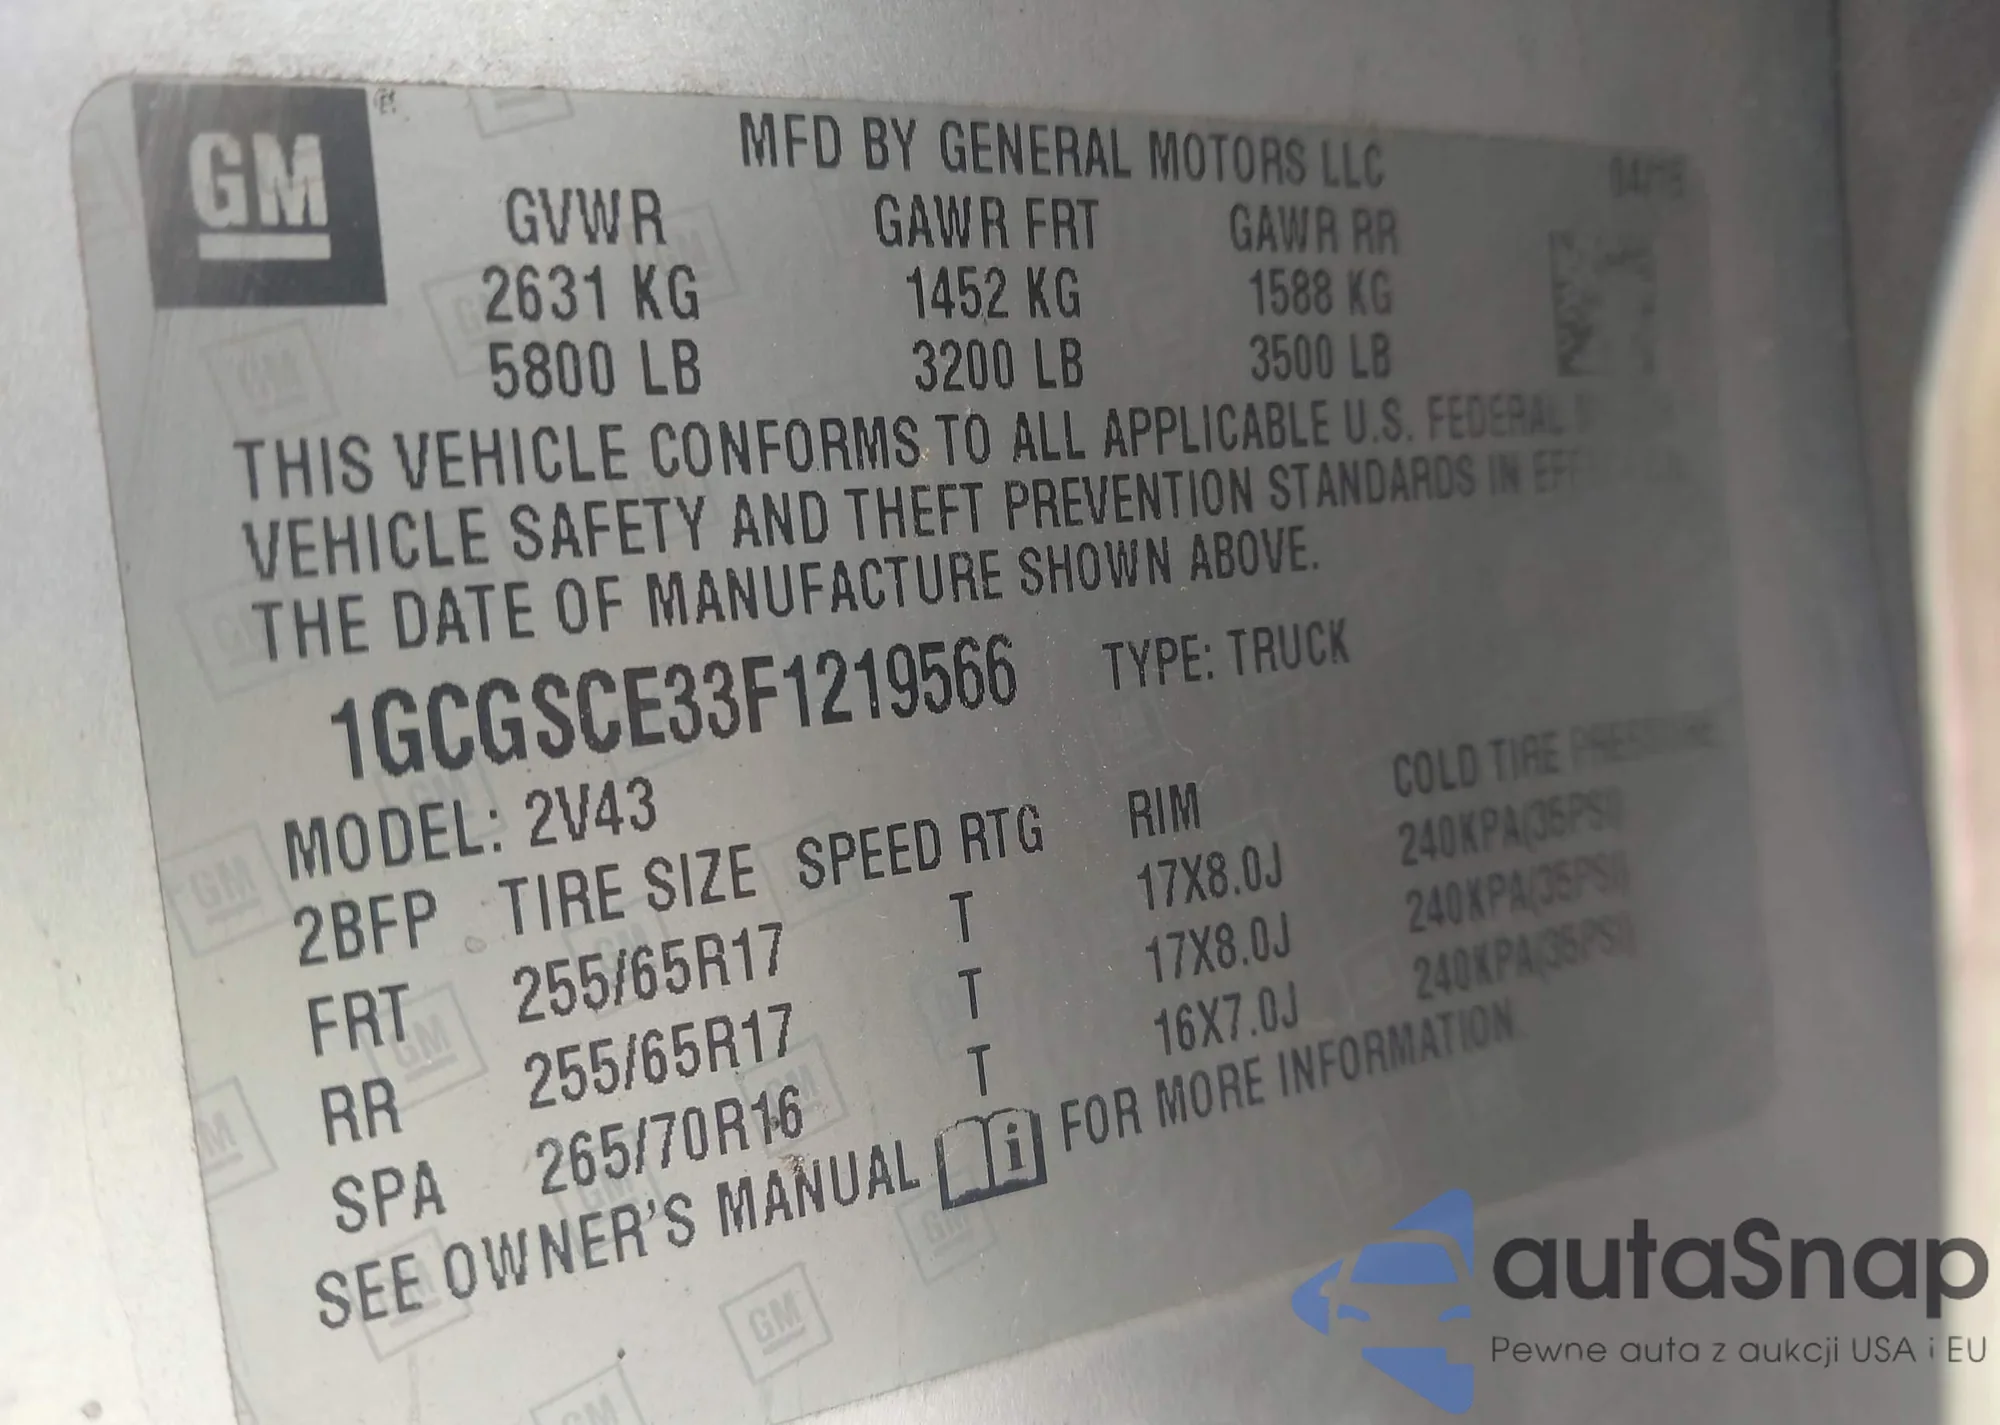 GM
MFD BY GENERAL MOTORS LLC
GVWR GAWR FRT GAWR RR
2631 KG 1452 KG 1588 KG
5800 LB 3200 LB 3500 LB
THIS VEHICLE CONFORMS TO ALL APPLICABLE U.S. FEDERAL
VEHICLE SAFETY AND THEFT PREVENTION STANDARDS IN
THE DATE OF MANUFACTURE SHOWN ABOVE.
1GCGSCE33F1219566 TYPE: TRUCK
MODEL: 2V43
2BFP TIRE SIZE SPEED RTG RIM COLD TIRE PRESSURE
FRT 255/65R17 T 17X8.0J 240KPA(35PSI)
RR 255/65R17 T 17X8.0J 240KPA(35PSI)
SPA 265/70R16 T 16X7.0J 240KPA(35PSI)
SEE OWNER'S MANUAL i FOR MORE INFORMATION.
autaSnap
Pewne auta z aukcji USA i EU